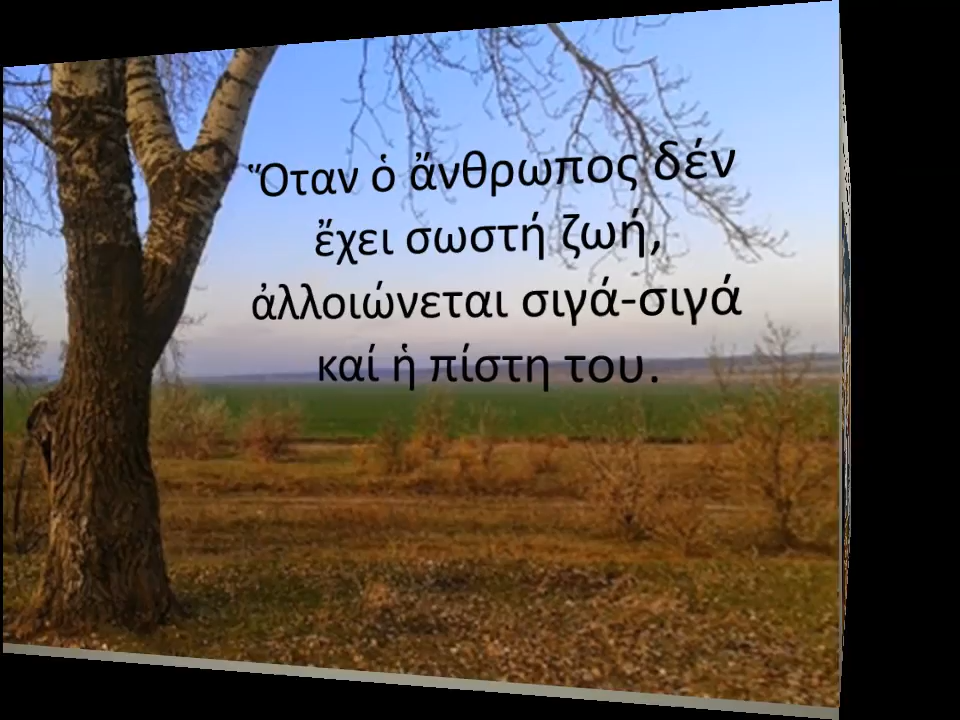 Ὅταν ὁ ἄνθρωπος δέν
ἔχει σωστή ζωή,
ἀλλοιώνεται σιγά-σιγά
καί ἡ πίστη του.